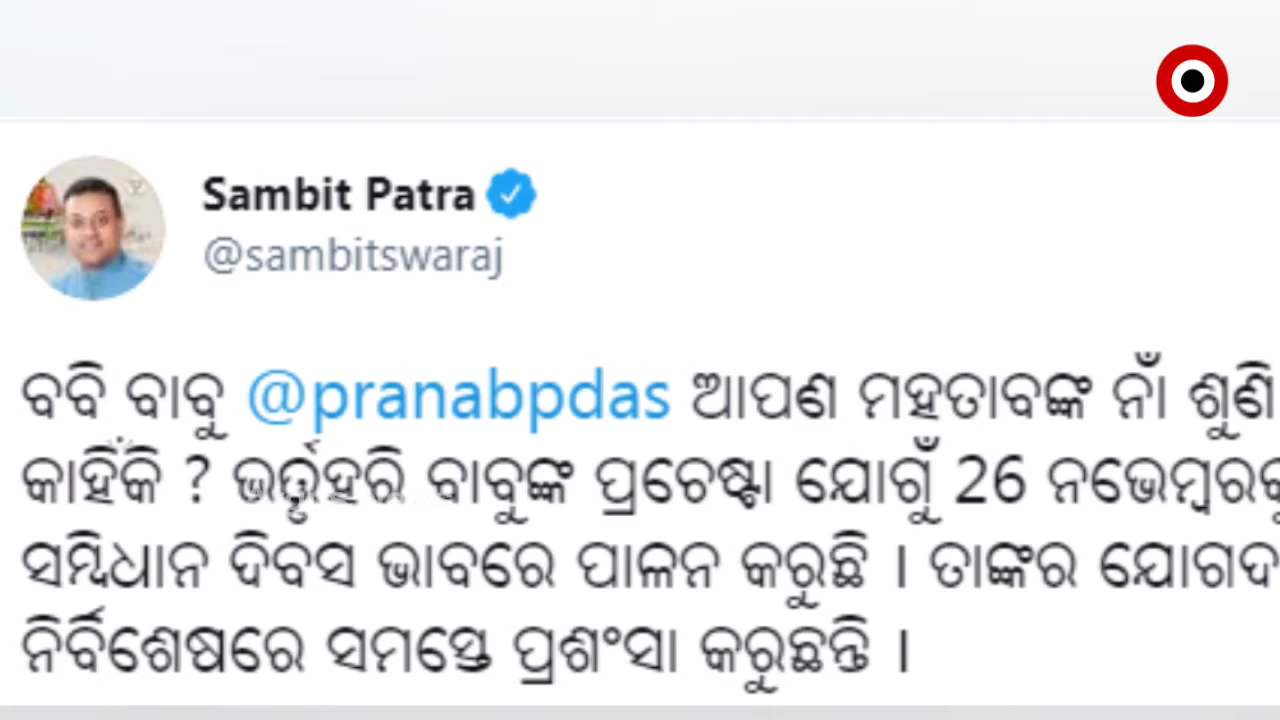 Sambit Patra
@sambitswaraj
ବବି ବାବୁ @pranabpdas ଆପଣ ମହତାବଙ୍କ ନାଁ ଶୁଣି
କାହିଁକି ? ଭର୍ତ୍ତୃହରି ବାବୁଙ୍କ ପ୍ରଚେଷ୍ଟା ଯୋଗୁଁ 26 ନଭେମ୍ବରକୁ
ସମ୍ବିଧାନ ଦିବସ ଭାବରେ ପାଳନ କରୁଛି । ତାଙ୍କର ଯୋଗଦ
ନିର୍ବିଶେଷରେ ସମସ୍ତେ ପ୍ରଶଂସା କରୁଛନ୍ତି ।